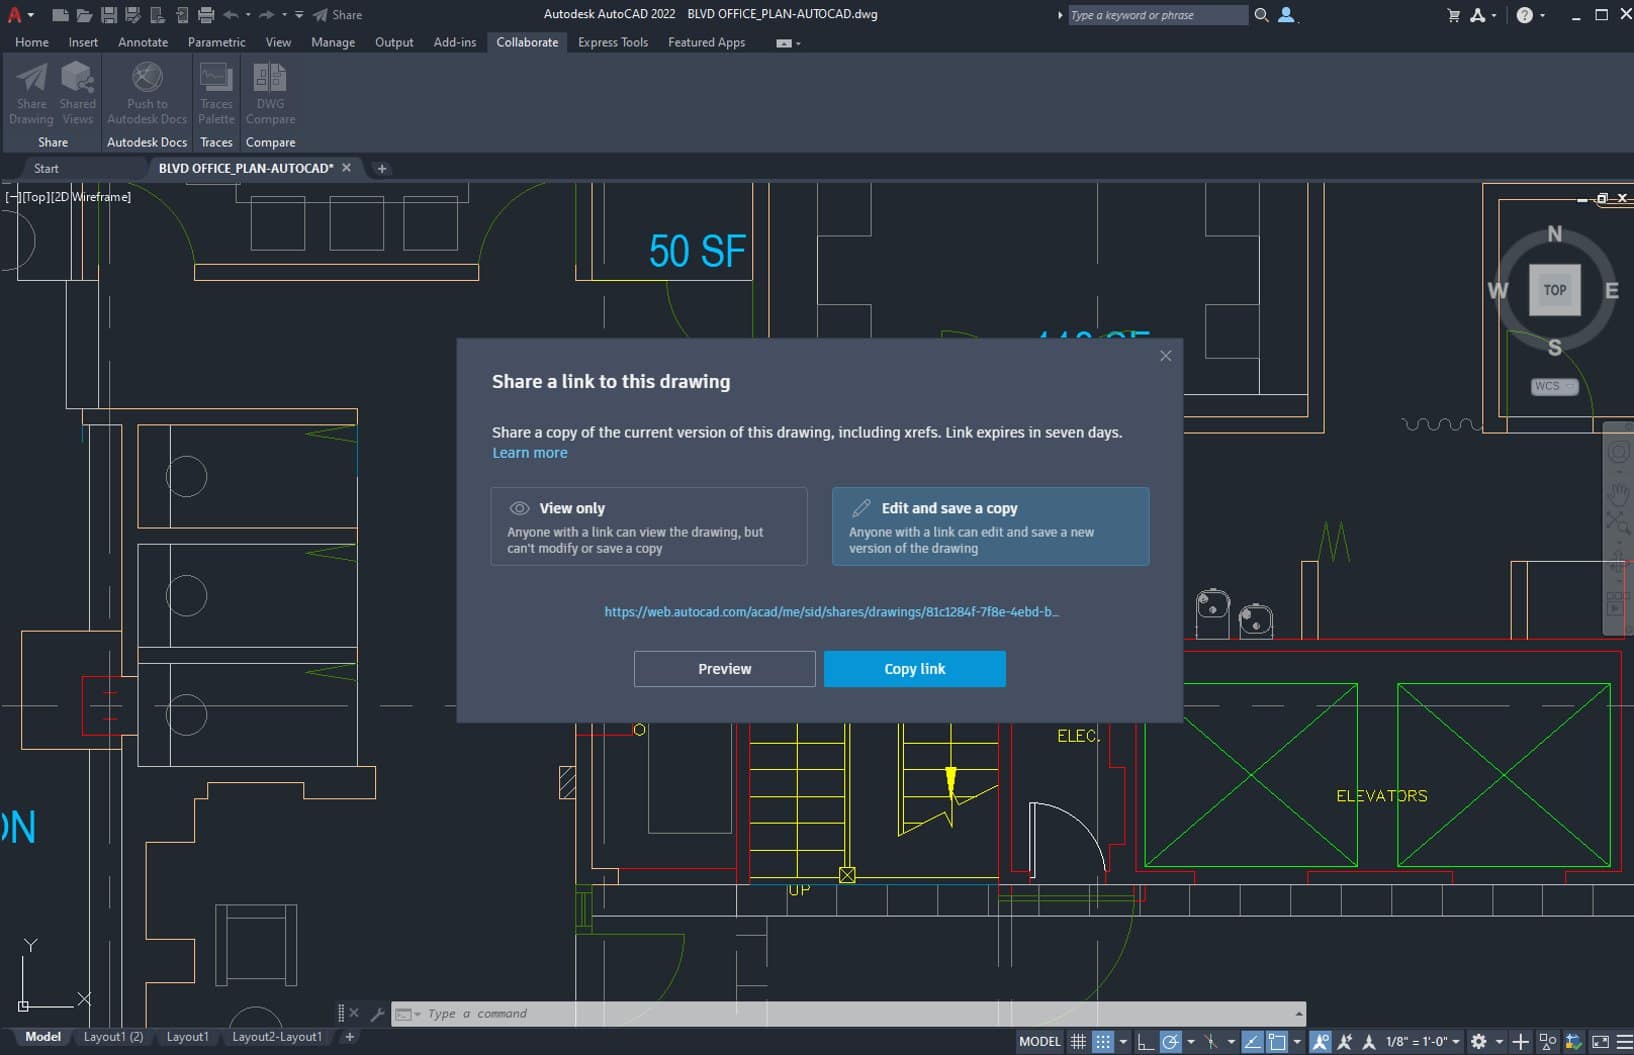 Share
Autodesk AutoCAD 2022 BLVD OFFICE_PLAN-AUTOCAD.dwg
Type a keyword or phrase
Home Insert Annotate Parametric View Manage Output Add-ins Collaborate Express Tools Featured Apps
Share Drawing
Shared Views
Push to Autodesk Docs
Traces Palette
DWG Compare
Share Autodesk Docs Traces Compare
Start
BLVD OFFICE_PLAN-AUTOCAD*
[−][Top][2D Wireframe]
50 SF
N
W TOP E
S
WCS
Share a link to this drawing
Share a copy of the current version of this drawing, including xrefs. Link expires in seven days.
Learn more
View only
Anyone with a link can view the drawing, but
can't modify or save a copy
Edit and save a copy
Anyone with a link can edit and save a new
version of the drawing
https://web.autocad.com/acad/me/sid/shares/drawings/81c1284f-7f8e-4ebd-b...
Preview
Copy link
ELEC.
ELEVATORS
ON
UP
Y
X
Type a command
Model Layout1 (2) Layout1 Layout2-Layout1
MODEL
1/8" = 1'-0"